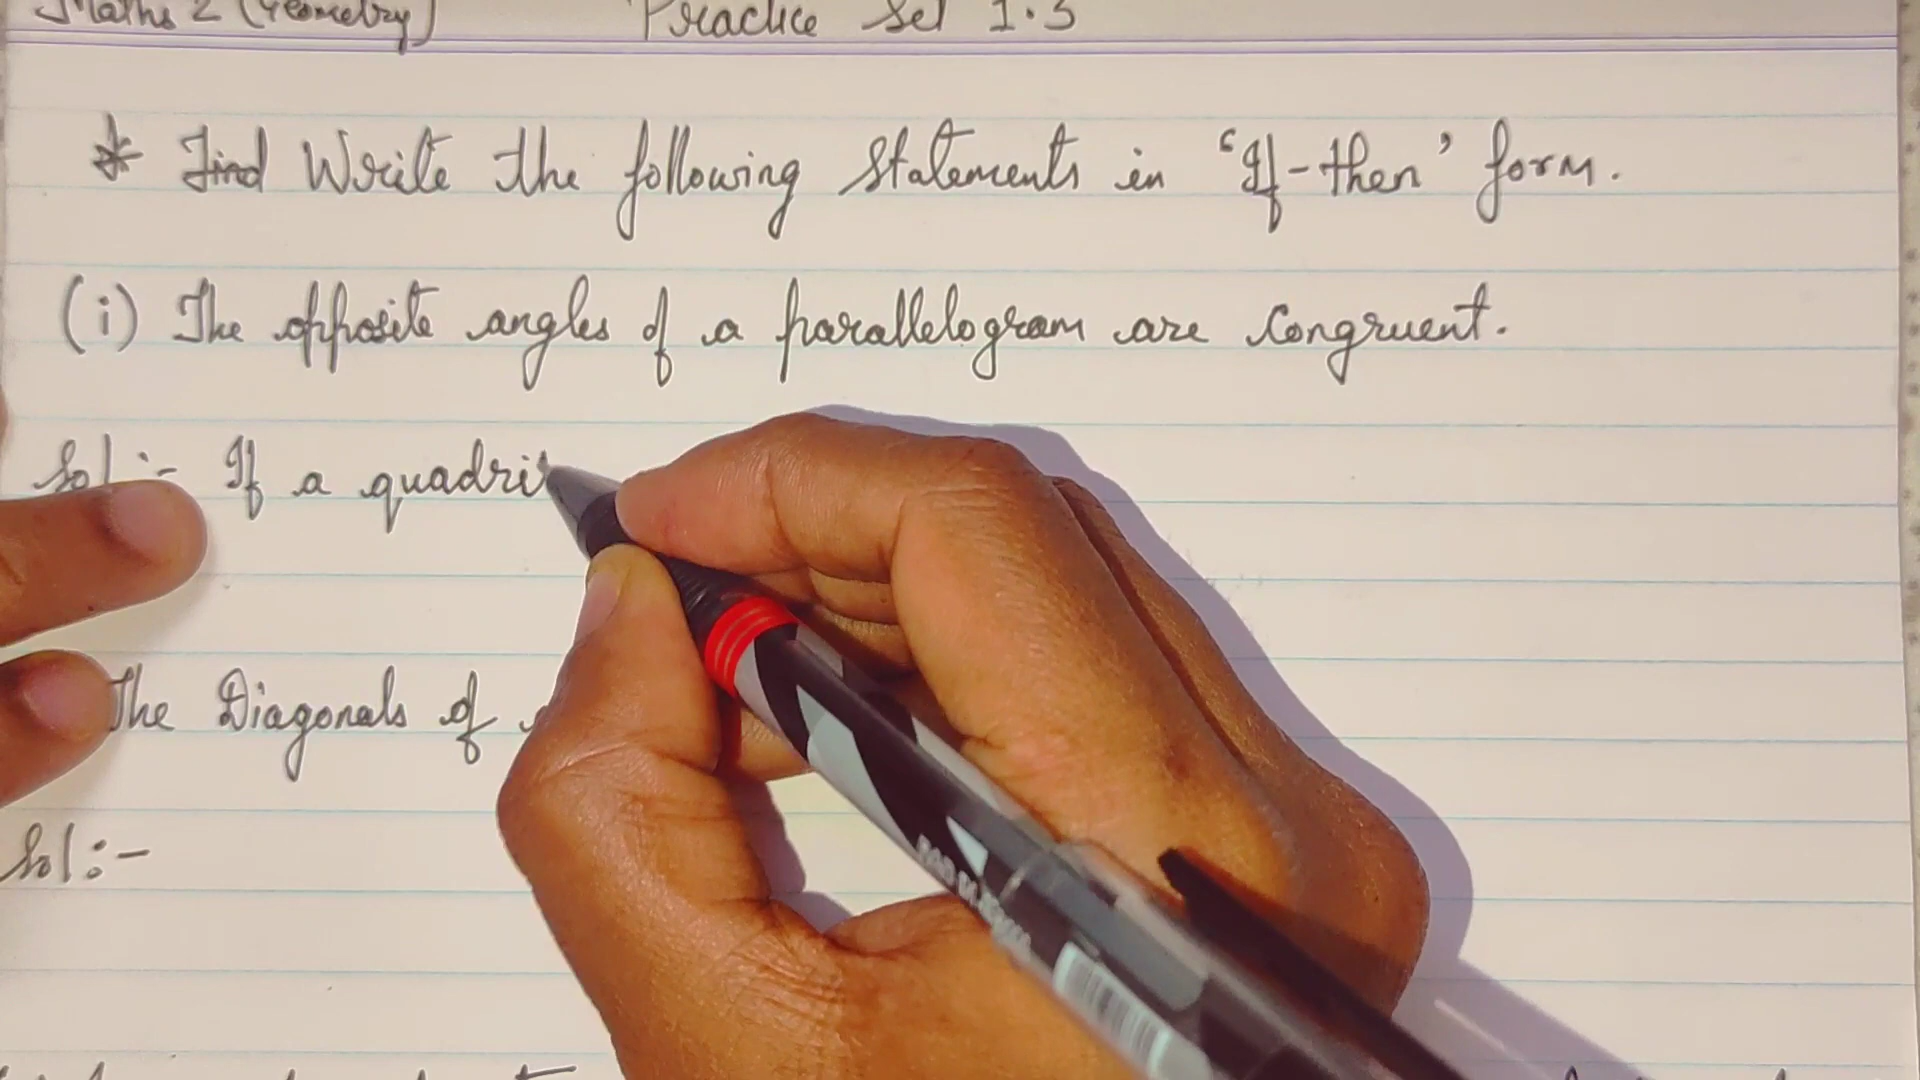 Maths 2 (Geometry) Practice Set 1.3
* Find Write the following Statements in 'If-then' form.
(i) The opposite angles of a parallelogram are Congruent.
Sol:- If a quadri
The Diagonals of
Sol:-